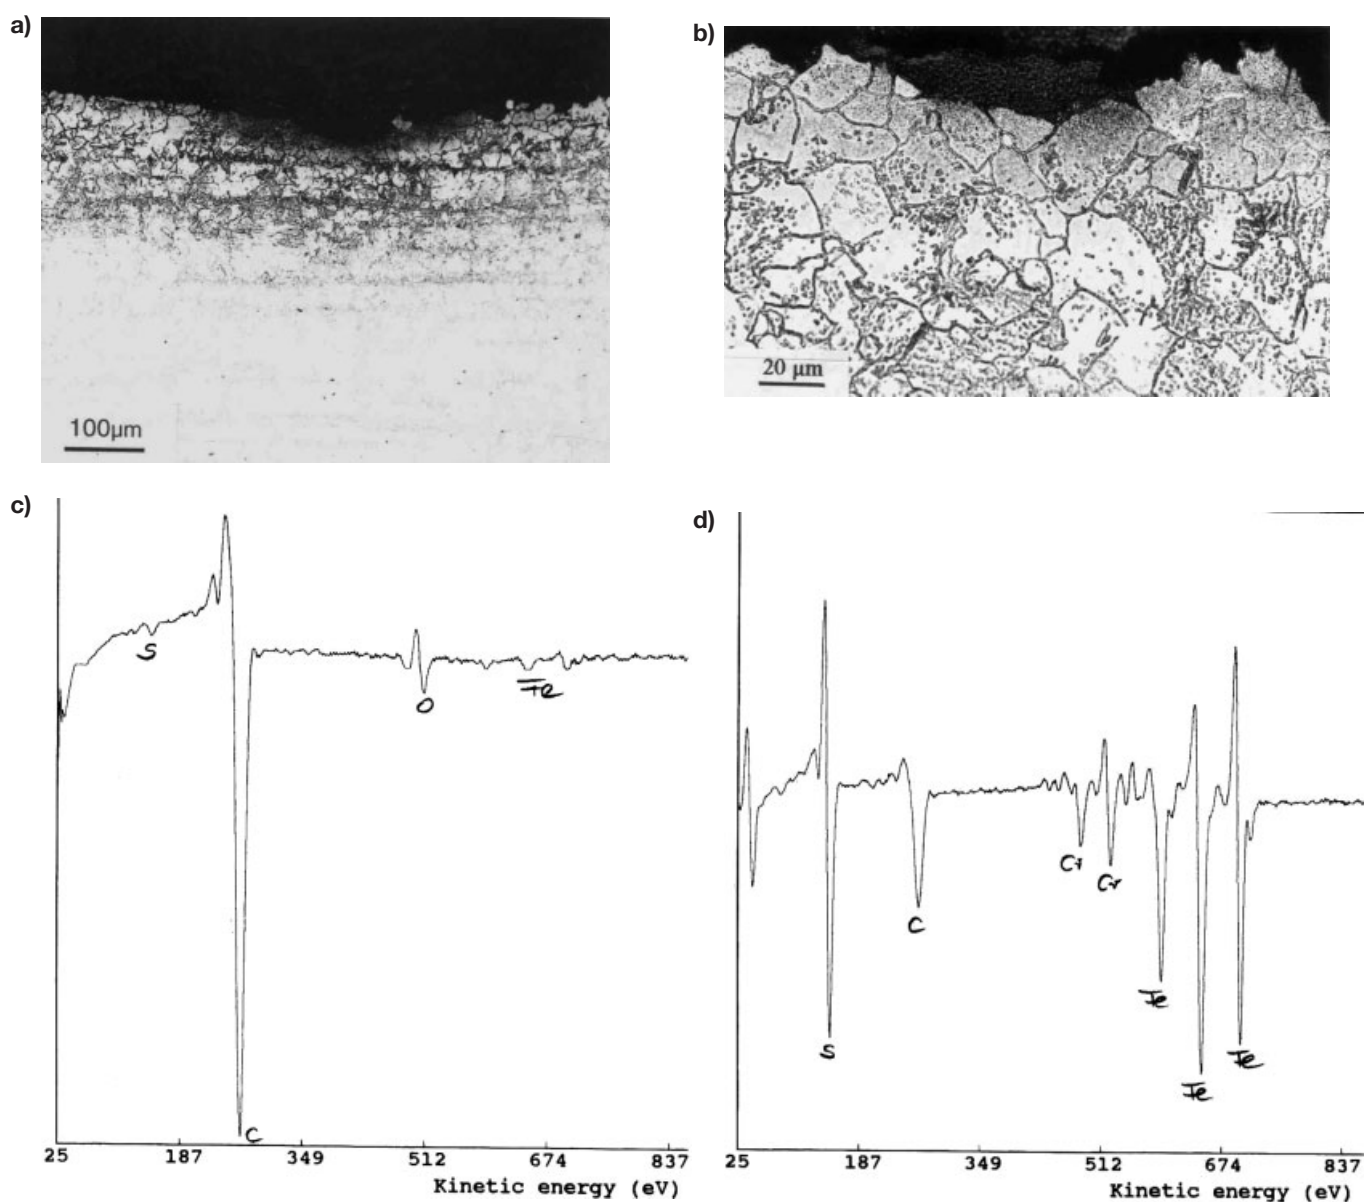 a)
b)
100μm
20 μm
c)
d)
S
O
Fe
C
25 187 349 512 674 837
Kinetic energy (eV)
S
C
Cr
Cr
Fe
Fe
Fe
25 187 349 512 674 837
Kinetic energy (eV)